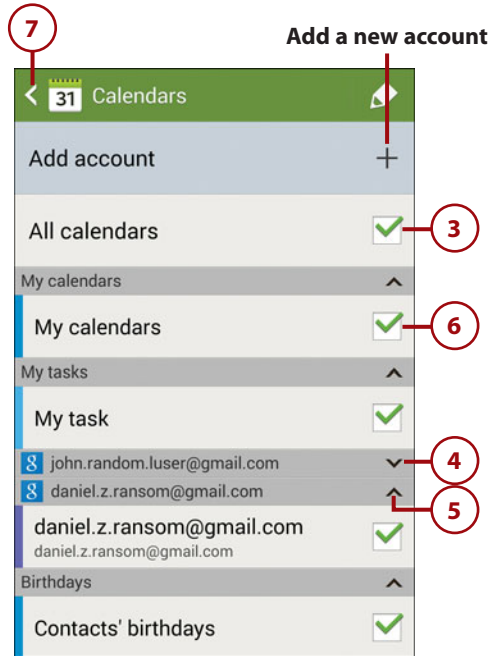 7
Add a new account
31 Calendars
Add account
All calendars
3
My calendars
My calendars
6
My tasks
My task
8 john.random.luser@gmail.com
4
8 daniel.z.ransom@gmail.com
5
daniel.z.ransom@gmail.com
daniel.z.ransom@gmail.com
Birthdays
Contacts' birthdays